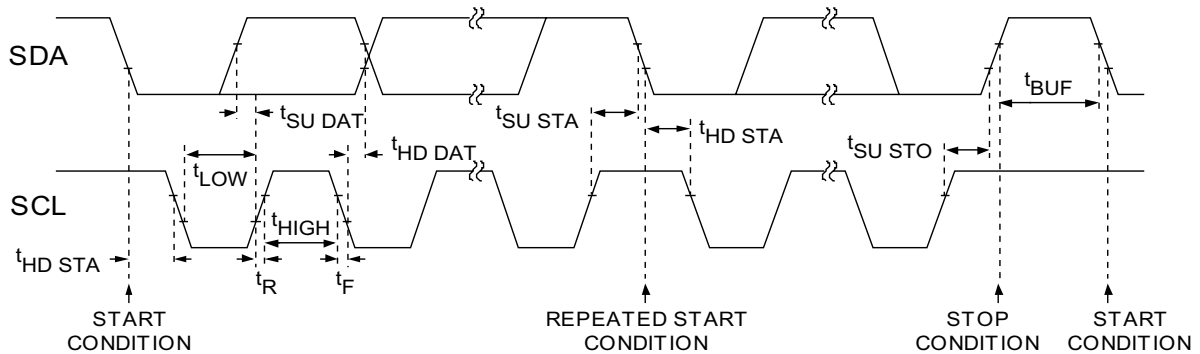 SDA
tSU DAT
tHD DAT
tLOW
tSU STA
tHD STA
tBUF
tSU STO
SCL
tHIGH
tHD STA
tR
tF
START
CONDITION
REPEATED START
CONDITION
STOP
CONDITION
START
CONDITION